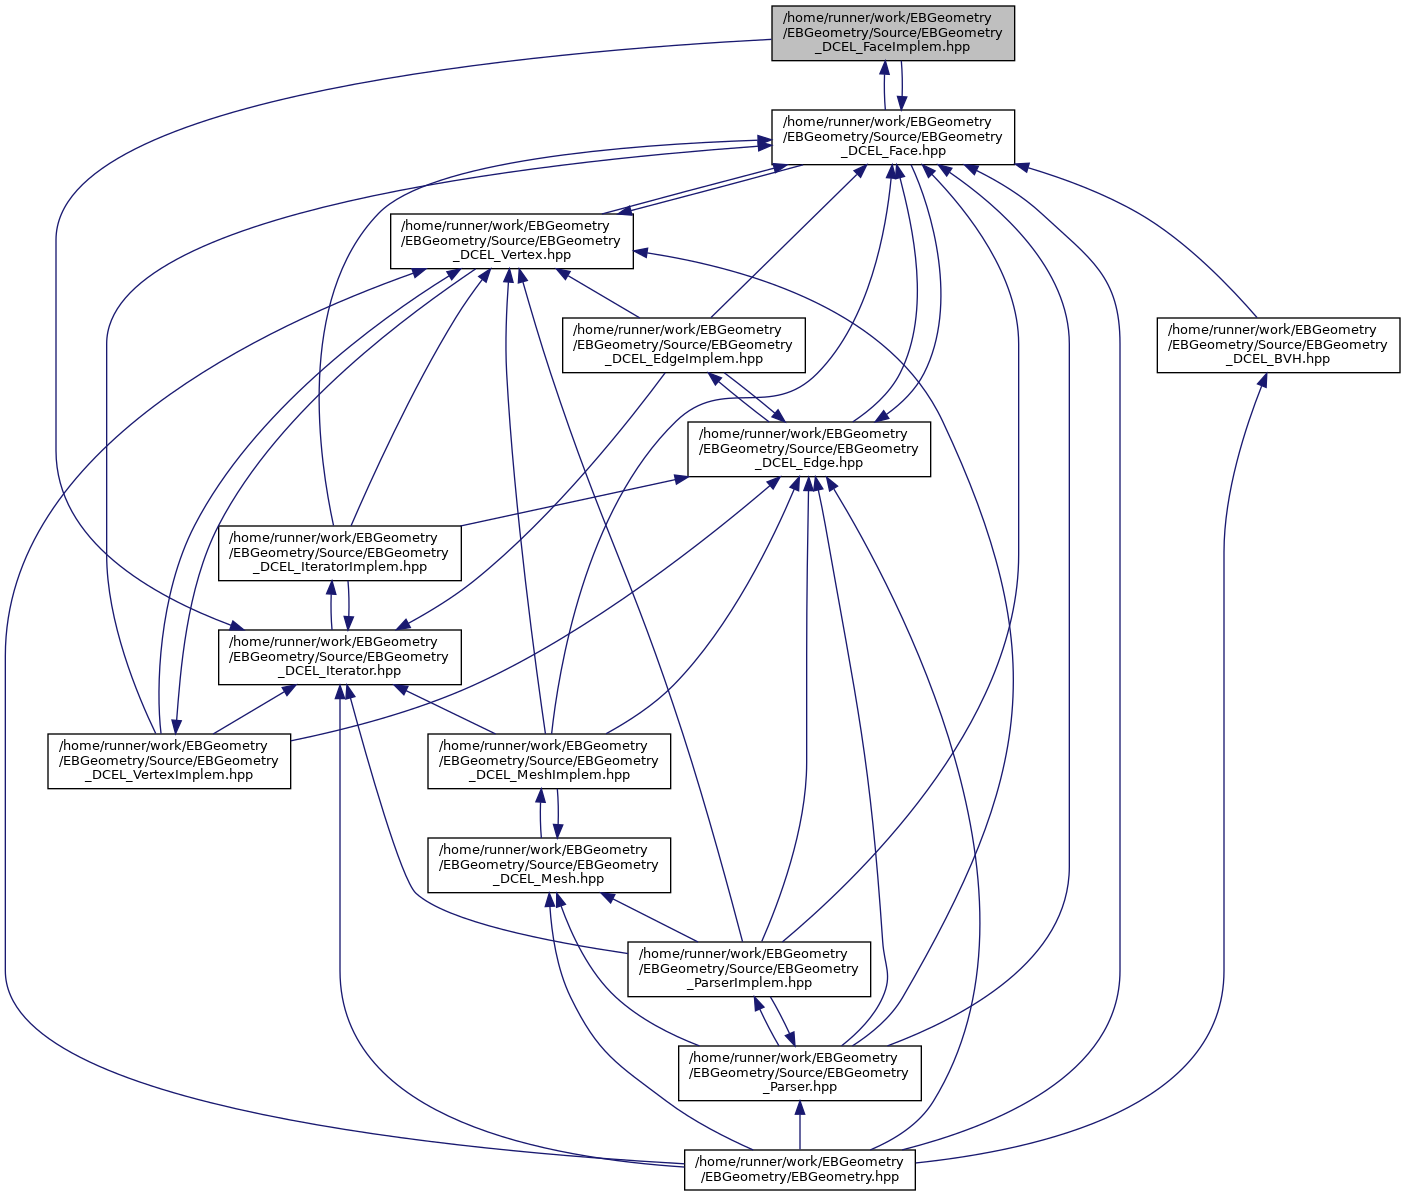 /home/runner/work/EBGeometry
/EBGeometry/Source/EBGeometry
_DCEL_FaceImplem.hpp
/home/runner/work/EBGeometry
/EBGeometry/Source/EBGeometry
_DCEL_Face.hpp
/home/runner/work/EBGeometry
/EBGeometry/Source/EBGeometry
_DCEL_Vertex.hpp
/home/runner/work/EBGeometry
/EBGeometry/Source/EBGeometry
_DCEL_EdgeImplem.hpp
/home/runner/work/EBGeometry
/EBGeometry/Source/EBGeometry
_DCEL_BVH.hpp
/home/runner/work/EBGeometry
/EBGeometry/Source/EBGeometry
_DCEL_Edge.hpp
/home/runner/work/EBGeometry
/EBGeometry/Source/EBGeometry
_DCEL_IteratorImplem.hpp
/home/runner/work/EBGeometry
/EBGeometry/Source/EBGeometry
_DCEL_Iterator.hpp
/home/runner/work/EBGeometry
/EBGeometry/Source/EBGeometry
_DCEL_VertexImplem.hpp
/home/runner/work/EBGeometry
/EBGeometry/Source/EBGeometry
_DCEL_MeshImplem.hpp
/home/runner/work/EBGeometry
/EBGeometry/Source/EBGeometry
_DCEL_Mesh.hpp
/home/runner/work/EBGeometry
/EBGeometry/Source/EBGeometry
_ParserImplem.hpp
/home/runner/work/EBGeometry
/EBGeometry/Source/EBGeometry
_Parser.hpp
/home/runner/work/EBGeometry
/EBGeometry/EBGeometry.hpp